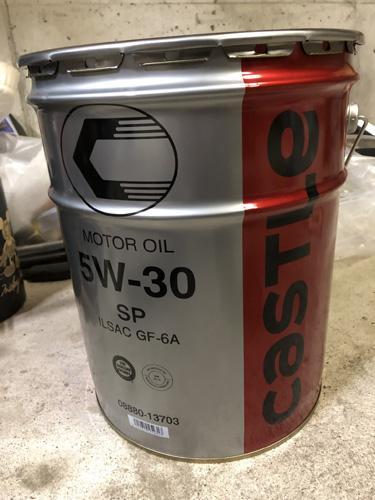 MOTOR OIL
5W-30
SP
ILSAC GF-6A
08880-13703
castle